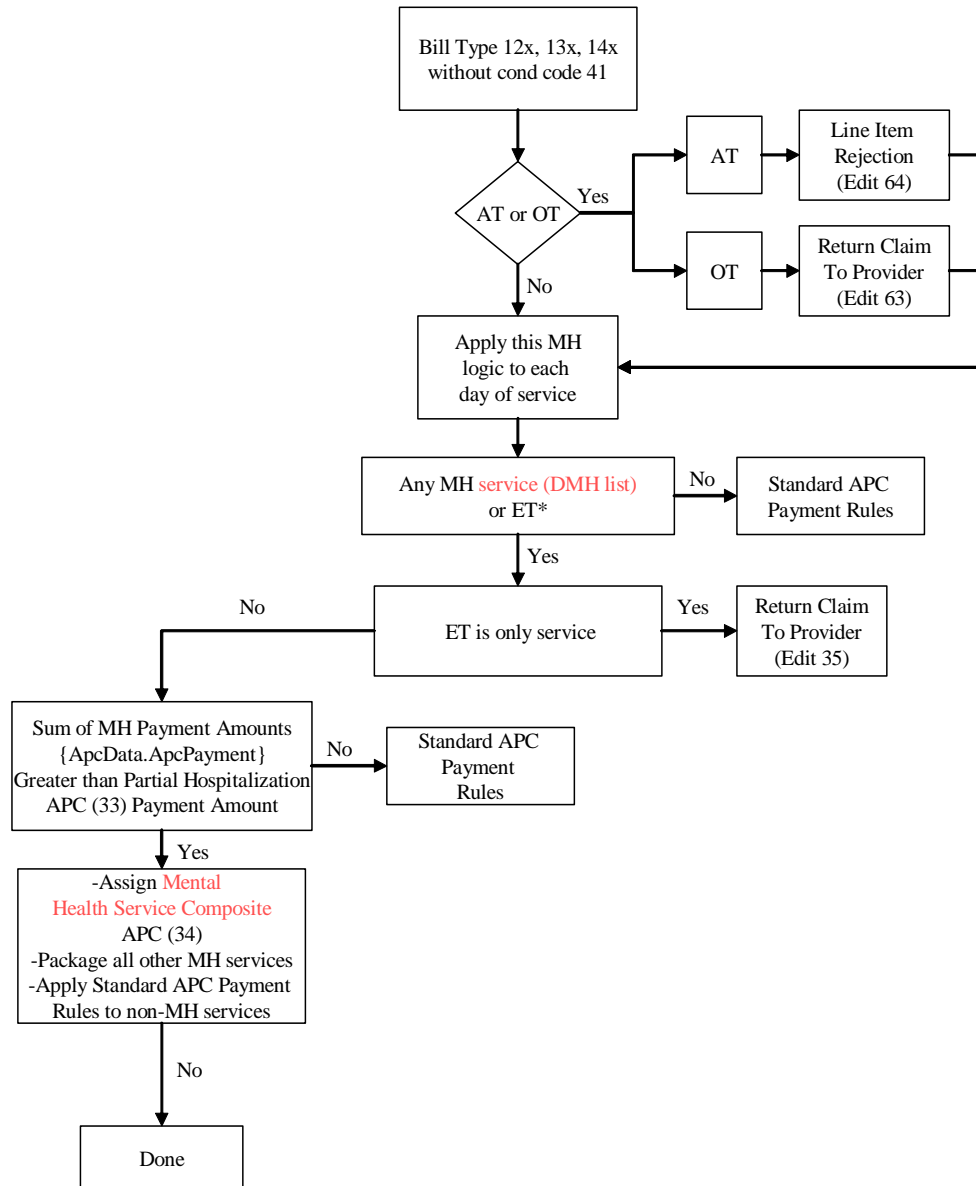 Bill Type 12x, 13x, 14x
without cond code 41
AT or OT
Yes
AT
Line Item
Rejection
(Edit 64)
OT
Return Claim
To Provider
(Edit 63)
No
Apply this MH
logic to each
day of service
Any MH service (DMH list)
or ET*
No
Standard APC
Payment Rules
Yes
ET is only service
No
Yes
Return Claim
To Provider
(Edit 35)
Sum of MH Payment Amounts
{ApcData.ApcPayment}
Greater than Partial Hospitalization
APC (33) Payment Amount
No
Standard APC
Payment
Rules
Yes
-Assign Mental
Health Service Composite
APC (34)
-Package all other MH services
-Apply Standard APC Payment
Rules to non-MH services
No
Done